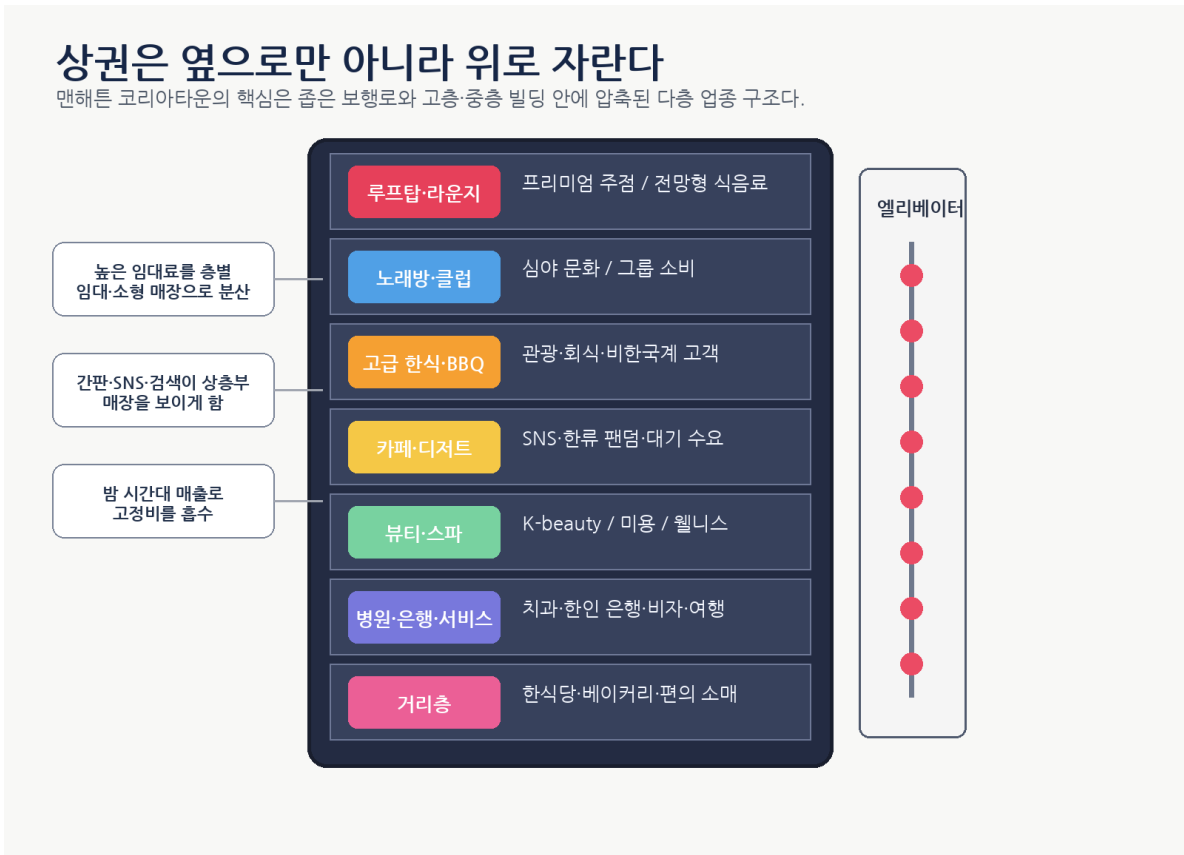 상권은 옆으로만 아니라 위로 자란다
맨해튼 코리아타운의 핵심은 좁은 보행로와 고층·중층 빌딩 안에 압축된 다층 업종 구조다.
루프탑·라운지
프리미엄 주점 / 전망형 식음료
노래방·클럽
심야 문화 / 그룹 소비
고급 한식·BBQ
관광·회식·비한국계 고객
카페·디저트
SNS·한류 팬덤·대기 수요
뷰티·스파
K-beauty / 미용 / 웰니스
병원·은행·서비스
치과·한인 은행·비자·여행
거리층
한식당·베이커리·편의 소매
높은 임대료를 층별
임대·소형 매장으로 분산
간판·SNS·검색이 상층부
매장을 보이게 함
밤 시간대 매출로
고정비를 흡수
엘리베이터